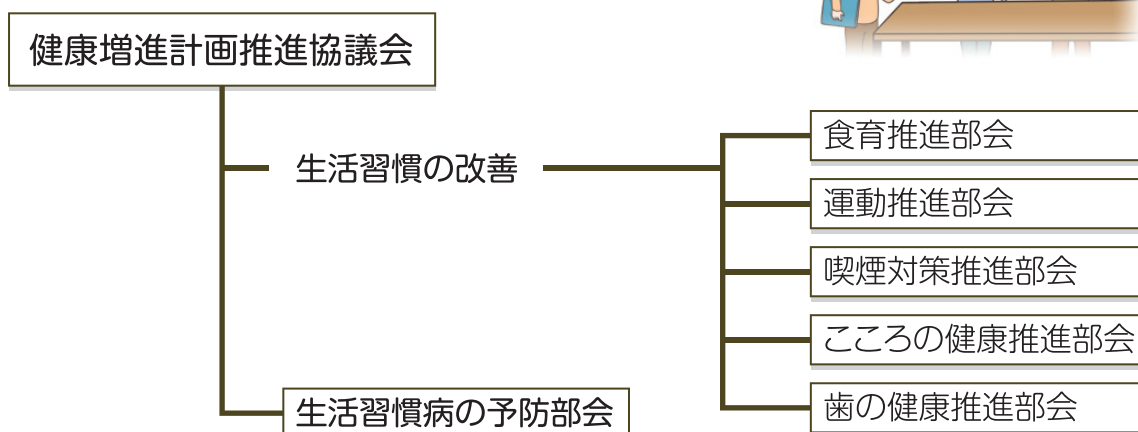 健康増進計画推進協議会
生活習慣の改善
食育推進部会
運動推進部会
喫煙対策推進部会
こころの健康推進部会
歯の健康推進部会
生活習慣病の予防部会